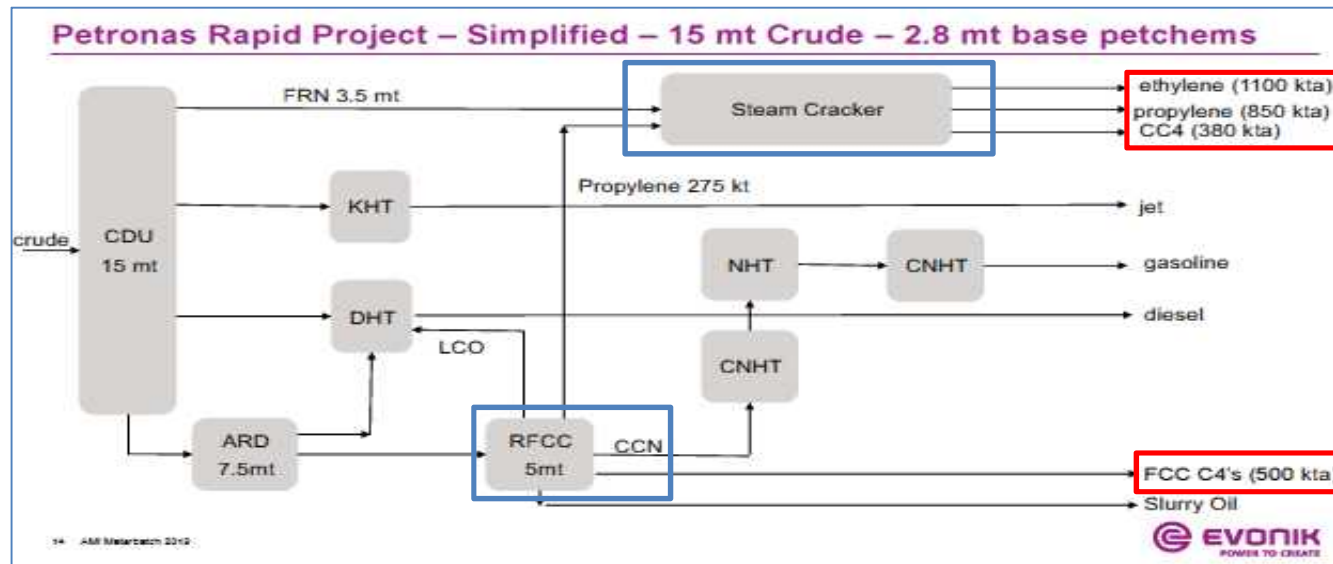 Petronas Rapid Project – Simplified – 15 mt Crude – 2.8 mt base petchems
FRN 3.5 mt
Steam Cracker
ethylene (1100 kta)
propylene (850 kta)
CC4 (380 kta)
Propylene 275 kt
KHT
jet
crude
CDU
15 mt
NHT
CNHT
gasoline
DHT
diesel
LCO
CNHT
ARD
7.5mt
RFCC
5mt
CCN
FCC C4's (500 kta
Slurry Oil
14 AMI Masterbatch 2019
EVONIK
POWER TO CREATE